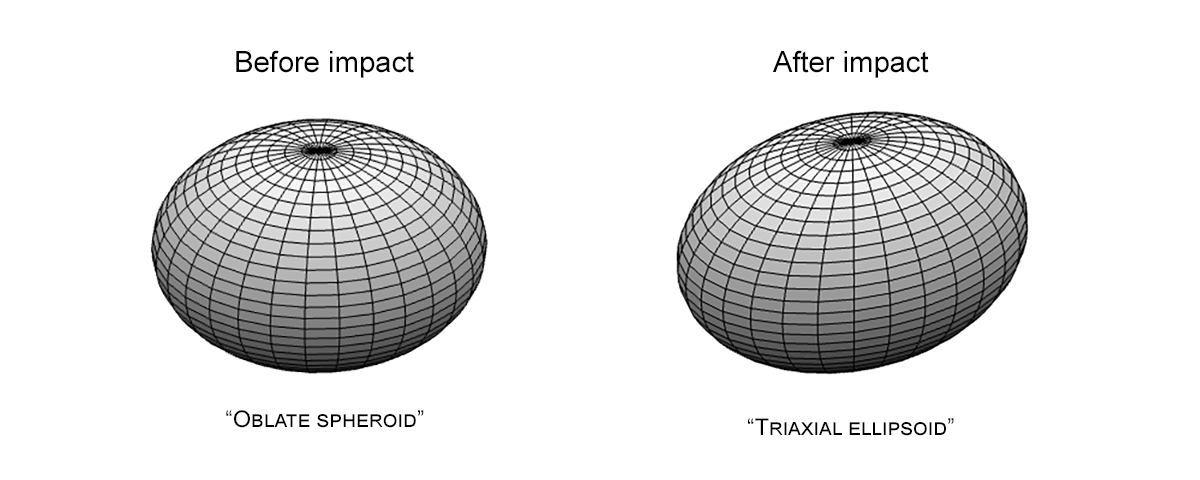 Before impact
After impact
“Oblate spheroid”
“Triaxial ellipsoid”